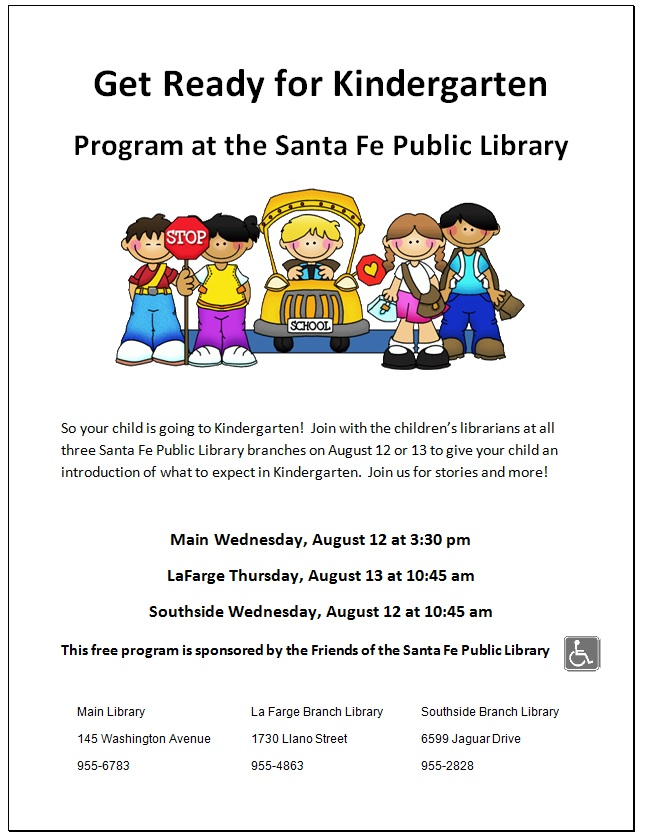 Get Ready for Kindergarten
Program at the Santa Fe Public Library
STOP
SCHOOL
So your child is going to Kindergarten!  Join with the children’s librarians at all
three Santa Fe Public Library branches on August 12 or 13 to give your child an
introduction of what to expect in Kindergarten.  Join us for stories and more!
Main Wednesday, August 12 at 3:30 pm
LaFarge Thursday, August 13 at 10:45 am
Southside Wednesday, August 12 at 10:45 am
This free program is sponsored by the Friends of the Santa Fe Public Library
Main Library
145 Washington Avenue
955-6783
La Farge Branch Library
1730 Llano Street
955-4863
Southside Branch Library
6599 Jaguar Drive
955-2828